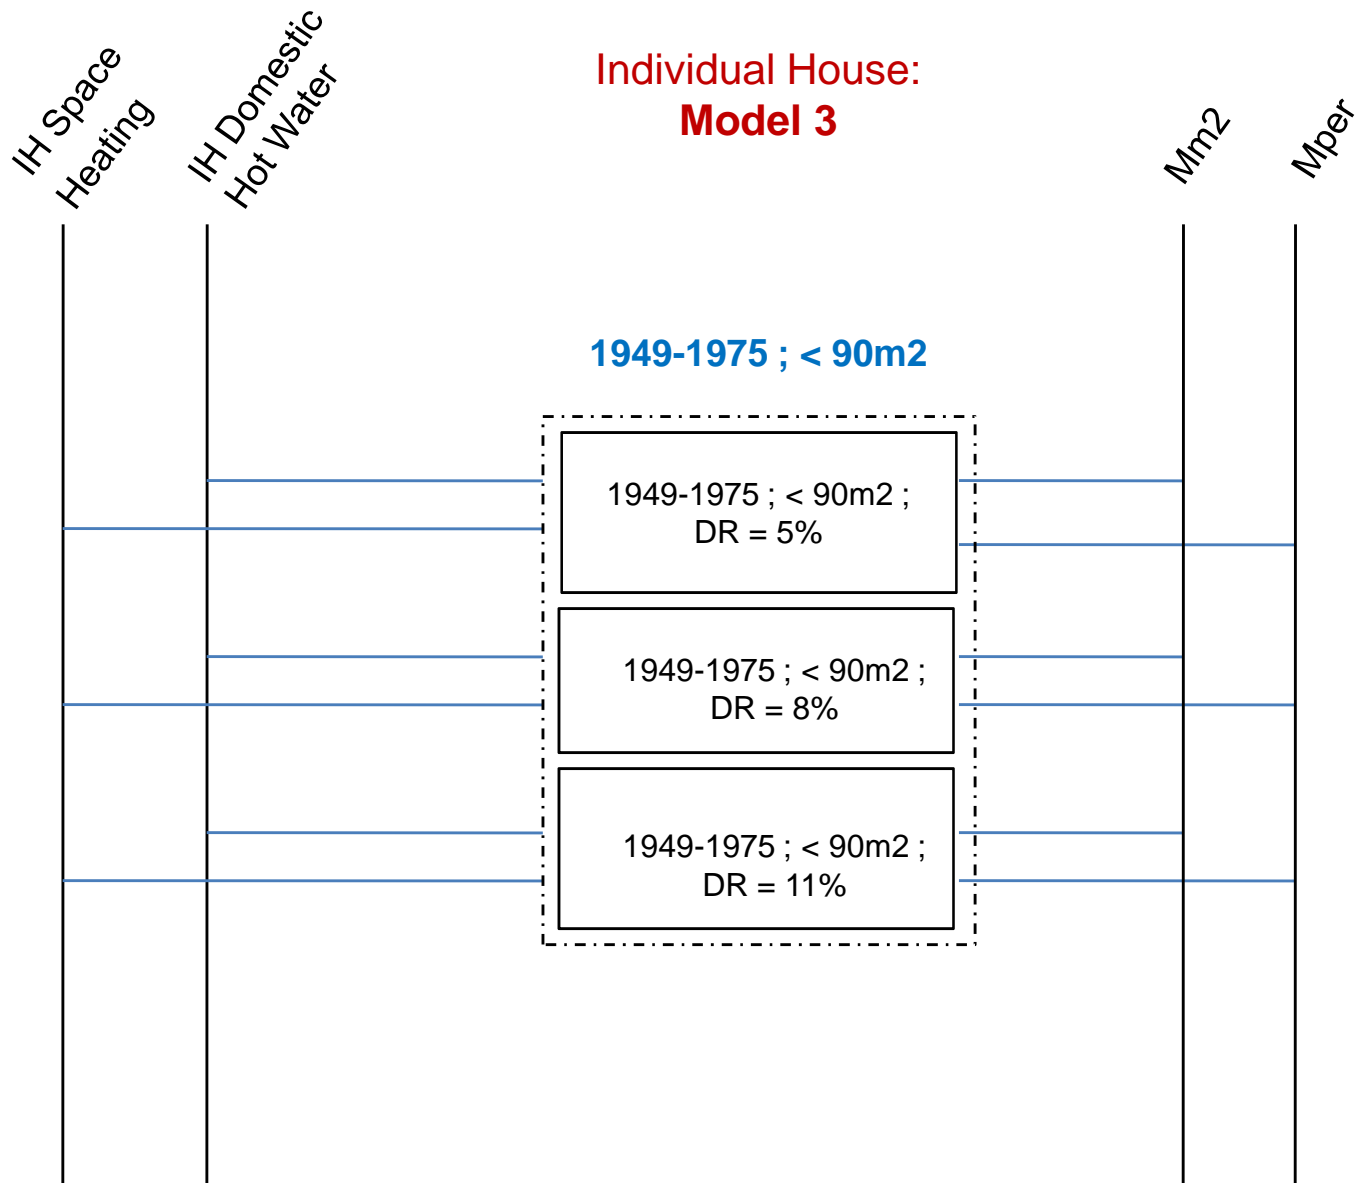 IH Space
Heating
IH Domestic
Hot Water
Individual House:
Model 3
Mm2
Mper
1949-1975 ; < 90m2
1949-1975 ; < 90m2 ;
DR = 5%
1949-1975 ; < 90m2 ;
DR = 8%
1949-1975 ; < 90m2 ;
DR = 11%